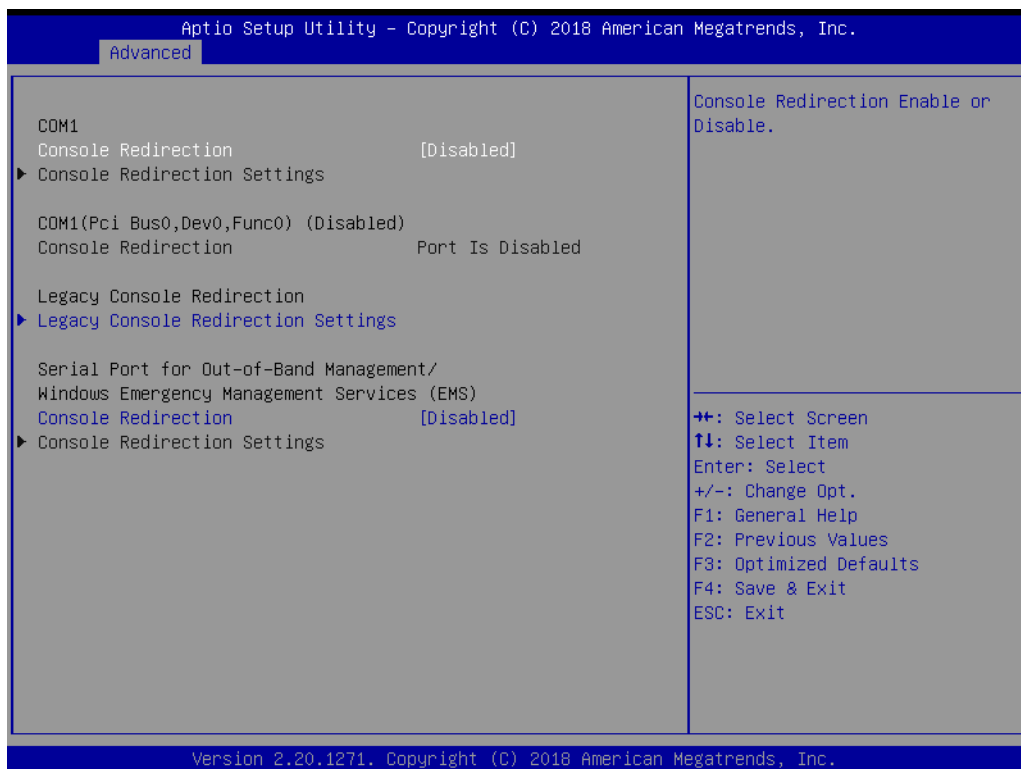 Aptio Setup Utility – Copyright (C) 2018 American Megatrends, Inc.
Advanced
COM1
Console Redirection [Disabled]
▶ Console Redirection Settings
COM1(Pci Bus0,Dev0,Func0) (Disabled)
Console Redirection Port Is Disabled
Legacy Console Redirection
▶ Legacy Console Redirection Settings
Serial Port for Out–of–Band Management/
Windows Emergency Management Services (EMS)
Console Redirection [Disabled]
▶ Console Redirection Settings
Console Redirection Enable or
Disable.
→←: Select Screen
↑↓: Select Item
Enter: Select
+/–: Change Opt.
F1: General Help
F2: Previous Values
F3: Optimized Defaults
F4: Save & Exit
ESC: Exit
Version 2.20.1271. Copyright (C) 2018 American Megatrends, Inc.